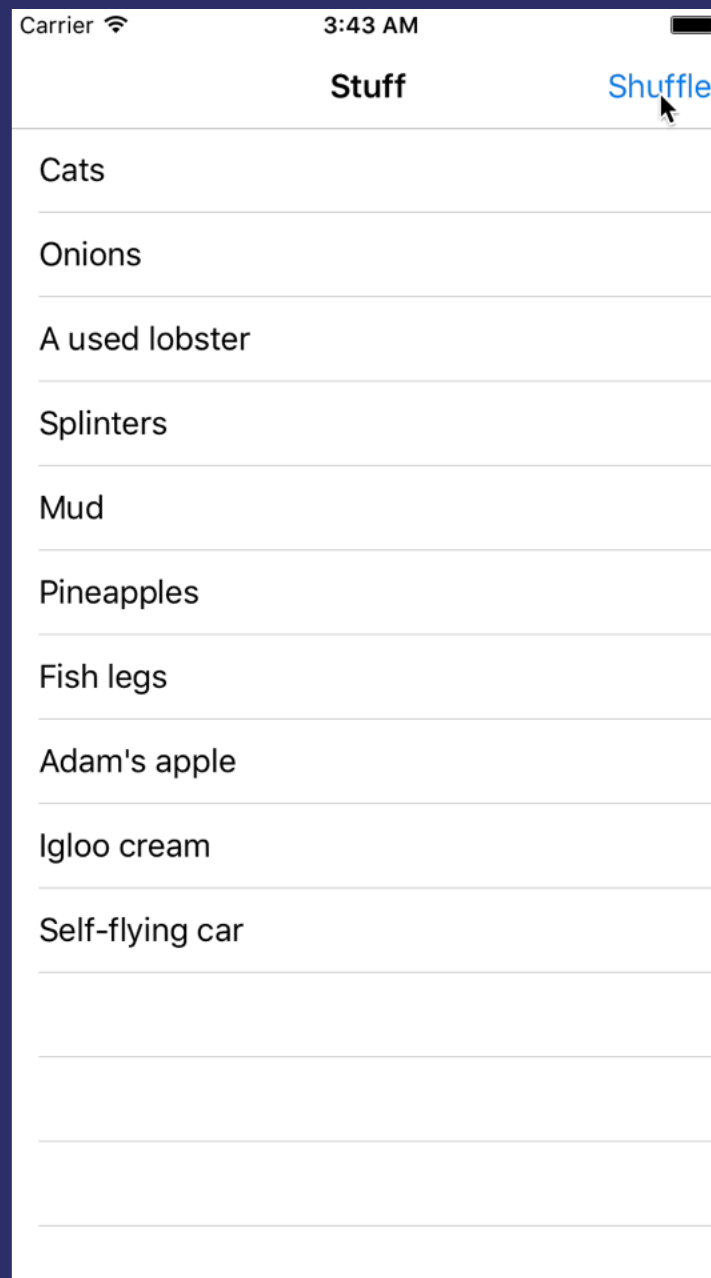 Carrier 3:43 AM
Stuff Shuffle
Cats
Onions
A used lobster
Splinters
Mud
Pineapples
Fish legs
Adam's apple
Igloo cream
Self-flying car